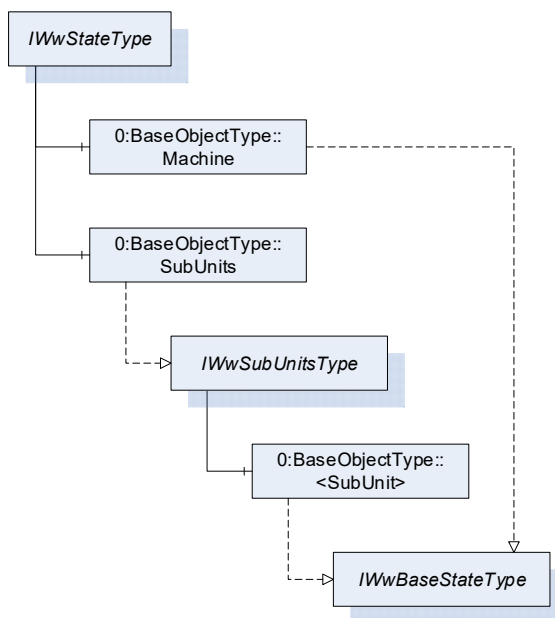 IWwStateType
0:BaseObjectType::
Machine
0:BaseObjectType::
SubUnits
IWwSubUnitsType
0:BaseObjectType::
<SubUnit>
IWwBaseStateType